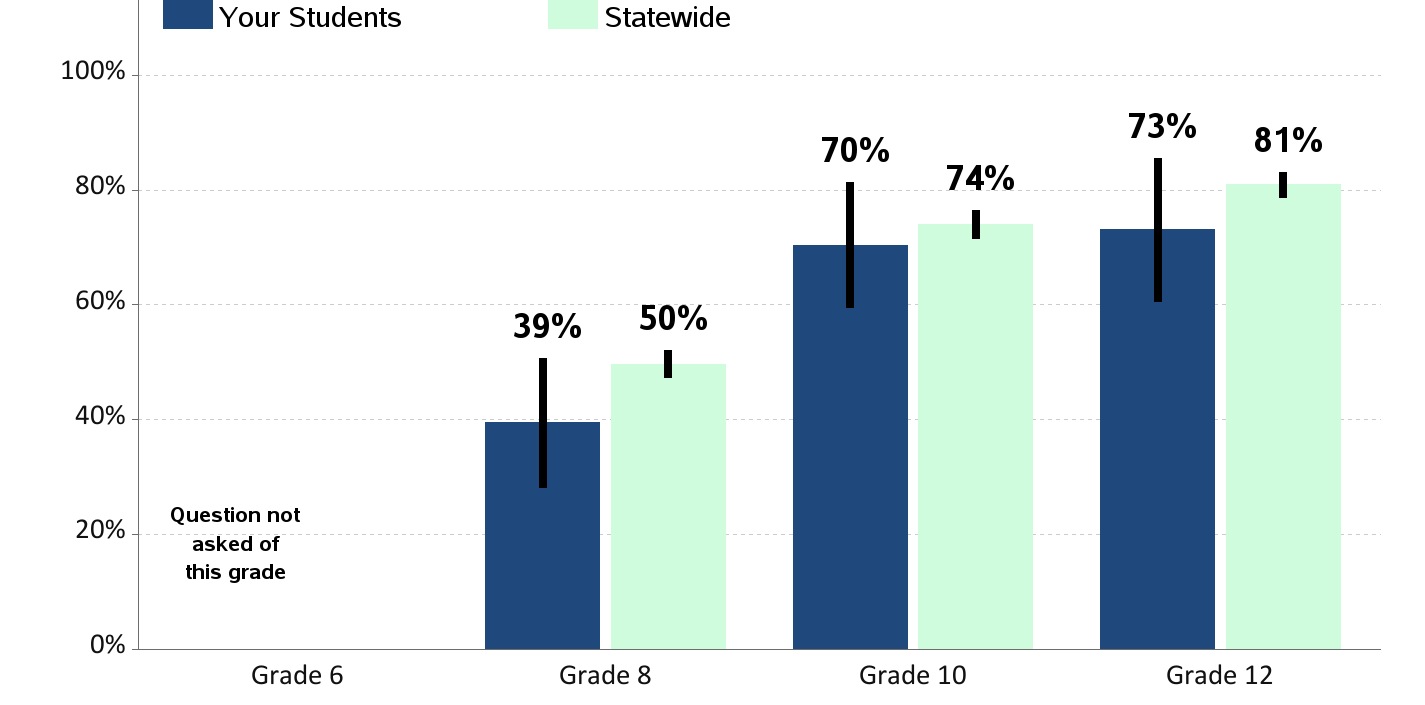 Your Students Statewide
100%
80%
60%
40%
20%
0%
70%
74%
73%
81%
39%
50%
Question not
asked of
this grade
Grade 6 Grade 8 Grade 10 Grade 12